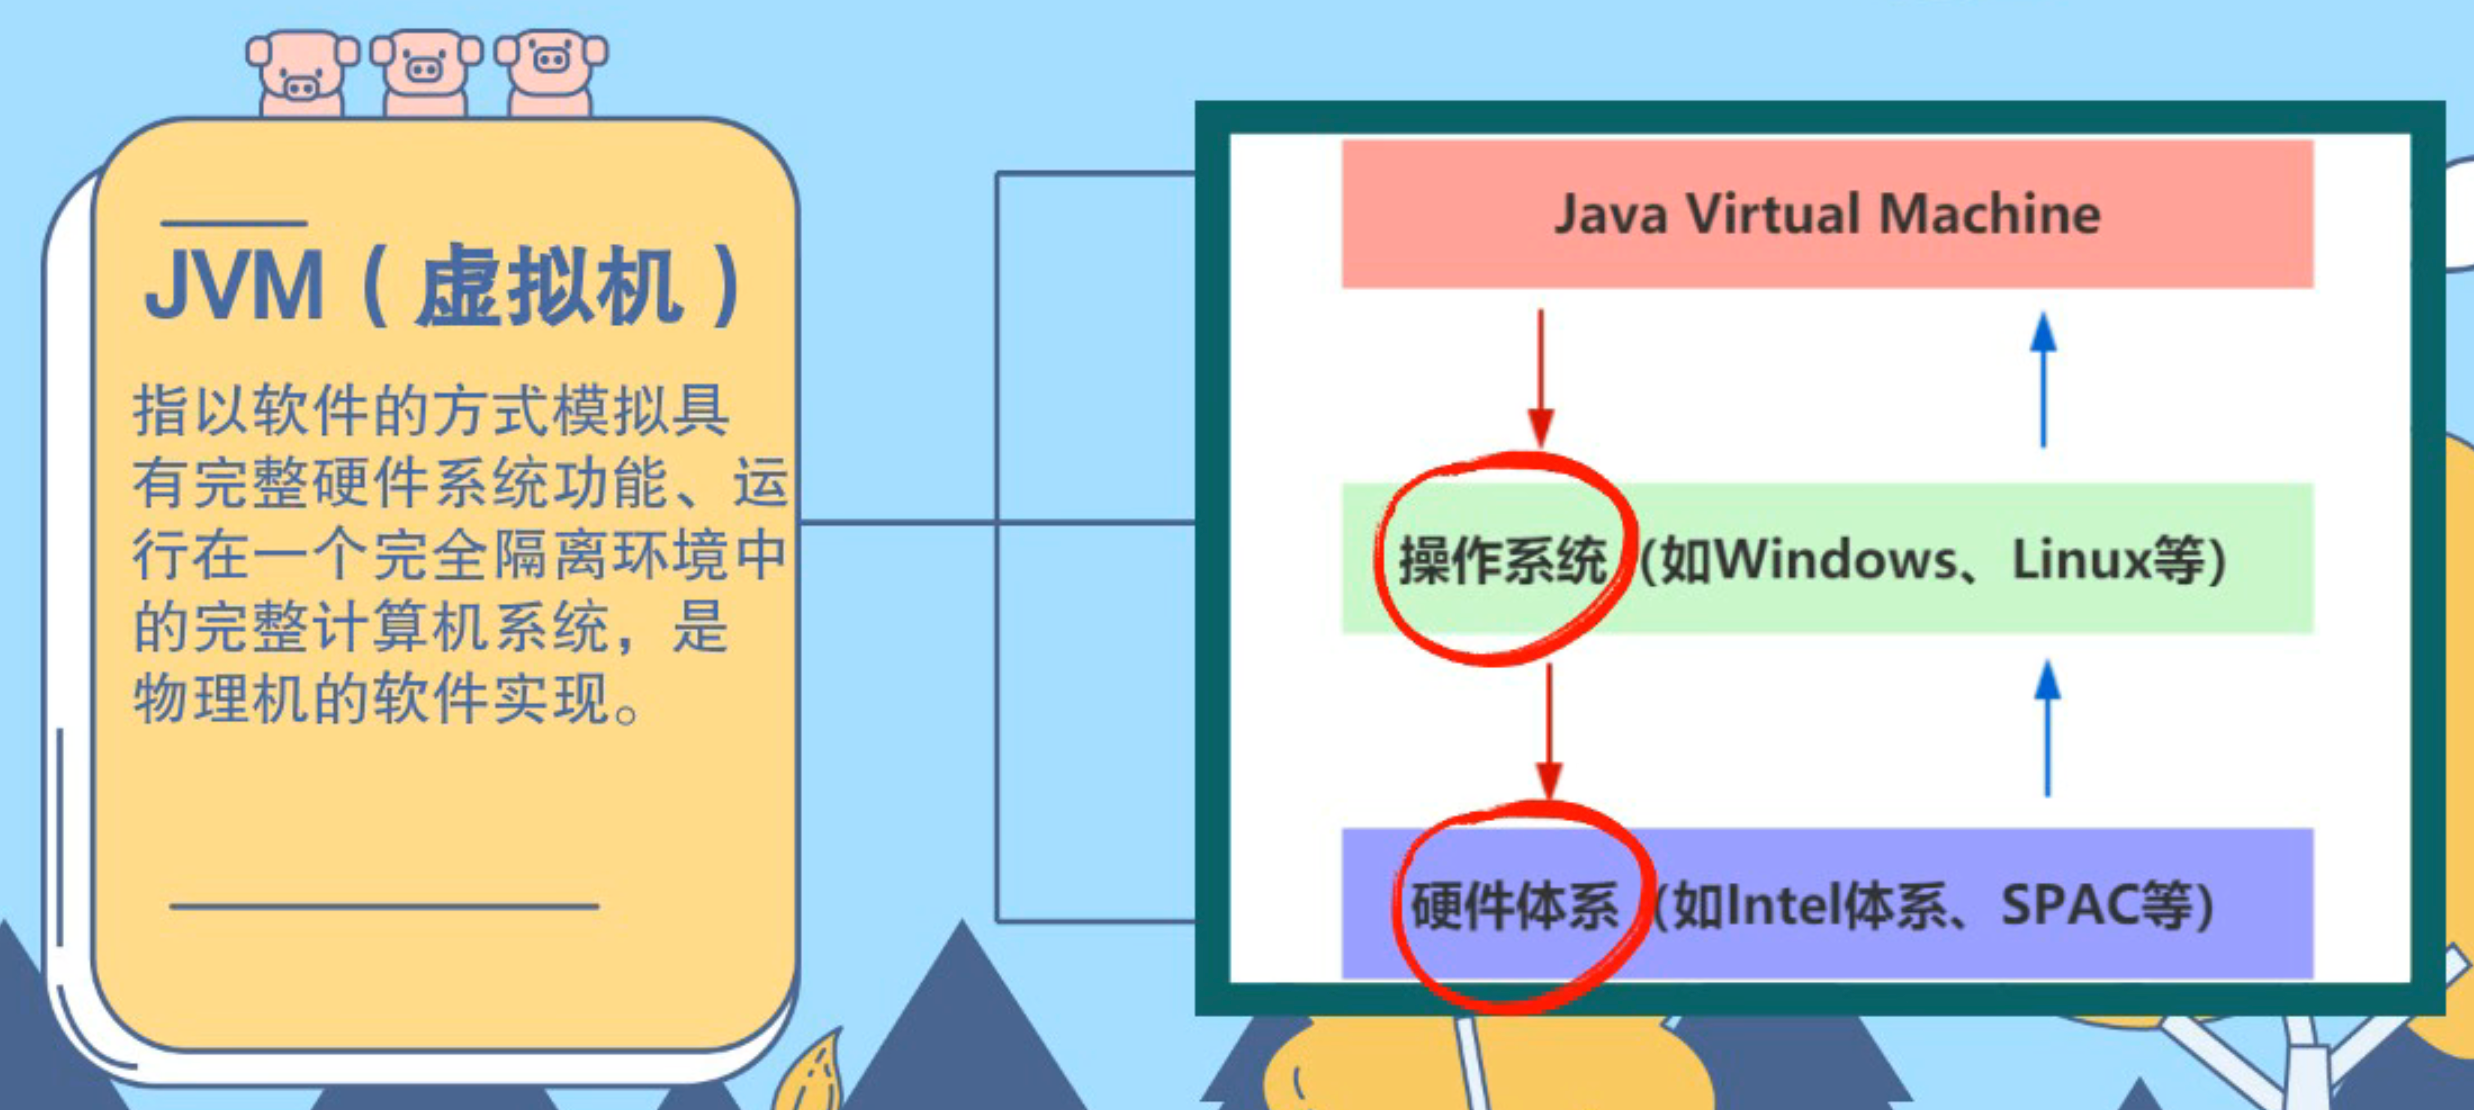 JVM（虚拟机）
指以软件的方式模拟具
有完整硬件系统功能、运
行在一个完全隔离环境中
的完整计算机系统，是
物理机的软件实现。
Java Virtual Machine
操作系统（如Windows、Linux等）
硬件体系（如Intel体系、SPAC等）